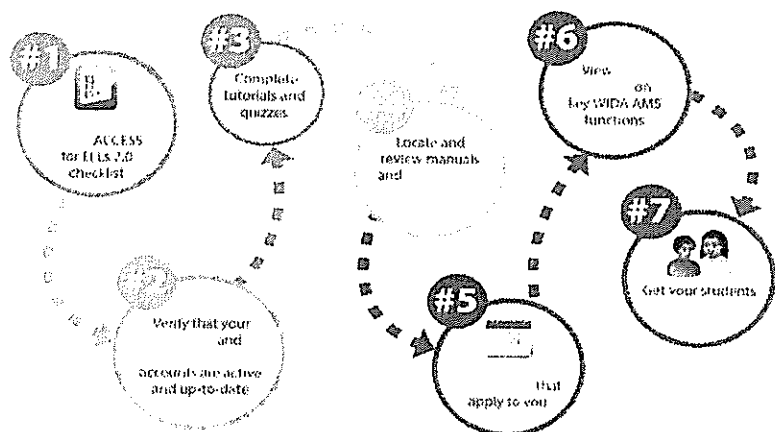 #1
ACCESS
for ELLs 2.0
checklist
#2
Verify that your
and
accounts are active
and up-to-date
#3
Complete
tutorials and
quizzes
Locate and
review manuals
and
#5
that
apply to you
#6
View
on
key WIDA AMS
functions
#7
Get your students